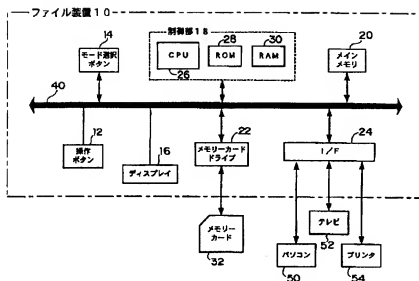 ファイル装置10
14
モード選択
ボタン
制御部18
CPU
26
28
ROM
30
RAM
20
メイン
メモリ
40
12
操作
ボタン
16
ディスプレイ
22
メモリーカード
ドライブ
24
I/F
メモリー
カード
32
テレビ
52
パソコン
50
プリンタ
54